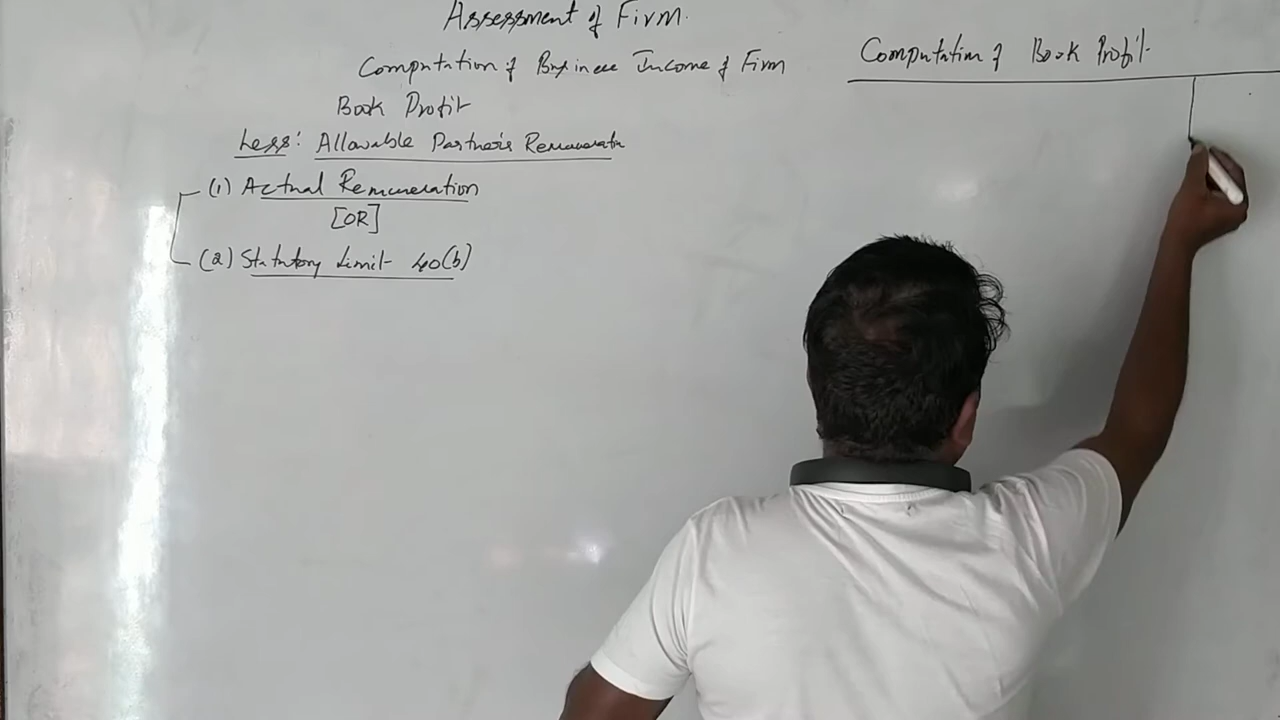 Assessment of Firm.
Computation of Business Income of Firm
Book Profit
Less: Allowable Partner's Remuneratn
(1) Actual Remuneration
[OR]
(2) Statutory Limit 40(b)
Computation of Book Profit